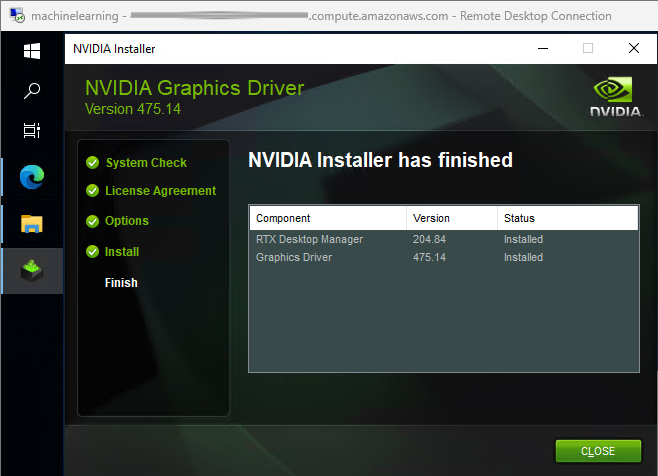 machinelearning - .compute.amazonaws.com - Remote Desktop Connection
NVIDIA Installer
NVIDIA Graphics Driver
Version 475.14
NVIDIA.
System Check
License Agreement
Options
Install
Finish
NVIDIA Installer has finished
Component Version Status
RTX Desktop Manager 204.84 Installed
Graphics Driver 475.14 Installed
CLOSE